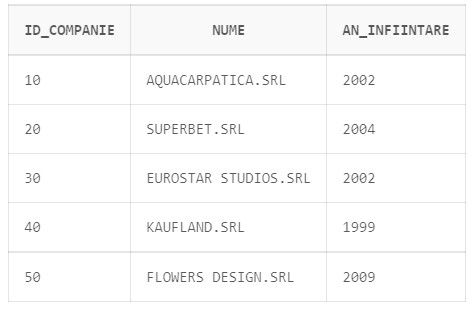 ID_COMPANIE NUME AN_INFIINTARE
10 AQUACARPATICA.SRL 2002
20 SUPERBET.SRL 2004
30 EUROSTAR STUDIOS.SRL 2002
40 KAUFLAND.SRL 1999
50 FLOWERS DESIGN.SRL 2009